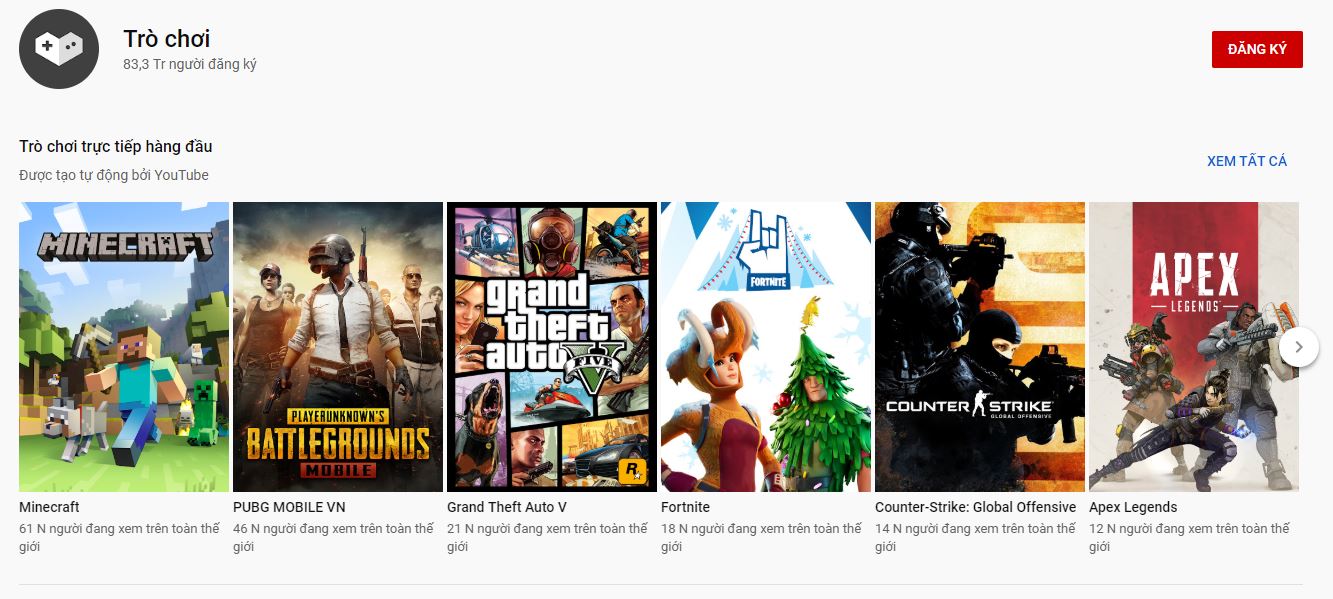 Trò chơi
83,3 Tr người đăng ký
ĐĂNG KÝ
Trò chơi trực tiếp hàng đầu
Được tạo tự động bởi YouTube
XEM TẤT CẢ
MINECRAFT
PLAYERUNKNOWN'S
BATTLEGROUNDS
MOBILE
grand
theft
auto
FIVE
V
R
FORTNITE
COUNTER STRIKE
GLOBAL OFFENSIVE
APEX
LEGENDS
Minecraft
61 N người đang xem trên toàn thế
giới
PUBG MOBILE VN
46 N người đang xem trên toàn thế
giới
Grand Theft Auto V
21 N người đang xem trên toàn thế
giới
Fortnite
18 N người đang xem trên toàn thế
giới
Counter-Strike: Global Offensive
14 N người đang xem trên toàn thế
giới
Apex Legends
12 N người đang xem trên toàn thế
giới